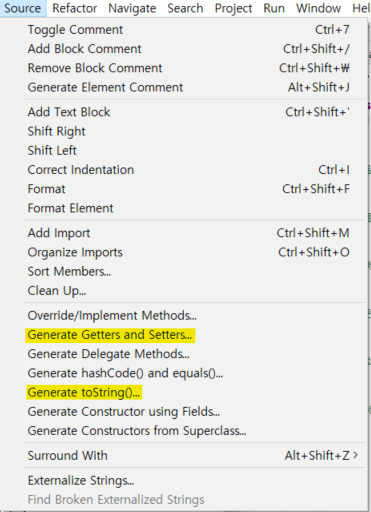 Source Refactor Navigate Search Project Run Window Hel
Toggle Comment Ctrl+7
Add Block Comment Ctrl+Shift+/
Remove Block Comment Ctrl+Shift+₩
Generate Element Comment Alt+Shift+J
Add Text Block Ctrl+Shift+'
Shift Right
Shift Left
Correct Indentation Ctrl+I
Format Ctrl+Shift+F
Format Element
Add Import Ctrl+Shift+M
Organize Imports Ctrl+Shift+O
Sort Members...
Clean Up...
Override/Implement Methods...
Generate Getters and Setters...
Generate Delegate Methods...
Generate hashCode() and equals()...
Generate toString()...
Generate Constructor using Fields...
Generate Constructors from Superclass...
Surround With Alt+Shift+Z >
Externalize Strings...
Find Broken Externalized Strings